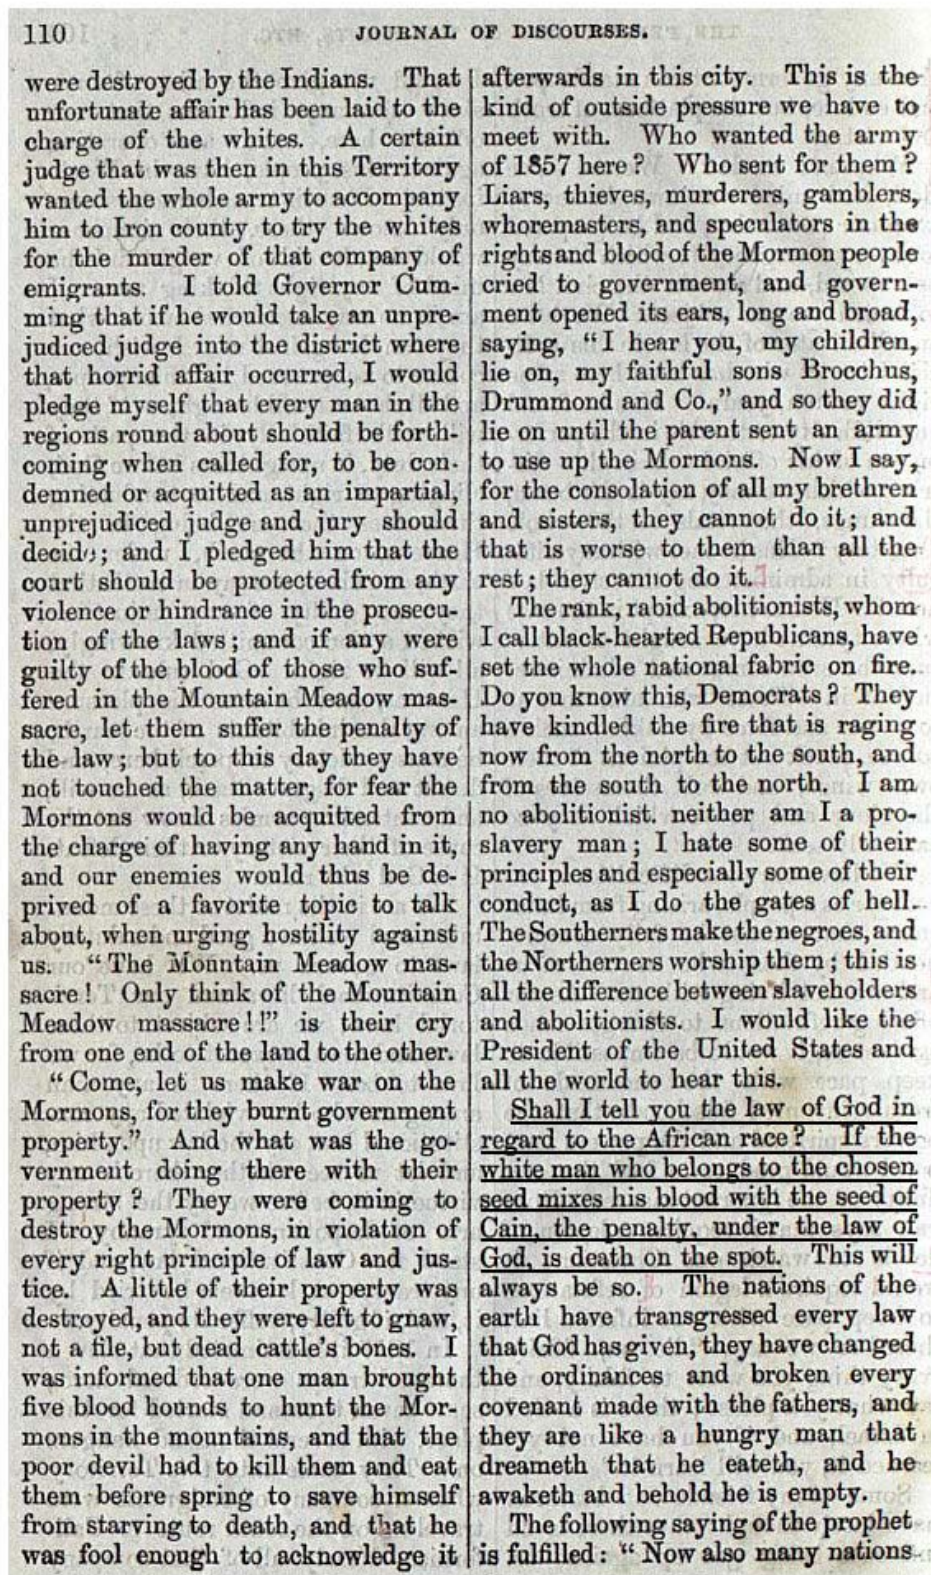 110
JOURNAL OF DISCOURSES.
were destroyed by the Indians. That
unfortunate affair has been laid to the
charge of the whites. A certain
judge that was then in this Territory
wanted the whole army to accompany
him to Iron county to try the whites
for the murder of that company of
emigrants. I told Governor Cum-
ming that if he would take an unpre-
judiced judge into the district where
that horrid affair occurred, I would
pledge myself that every man in the
regions round about should be forth-
coming when called for, to be con-
demned or acquitted as an impartial,
unprejudiced judge and jury should
decide; and I pledged him that the
court should be protected from any
violence or hindrance in the prosecu-
tion of the laws; and if any were
guilty of the blood of those who suf-
fered in the Mountain Meadow mas-
sacre, let them suffer the penalty of
the law; but to this day they have
not touched the matter, for fear the
Mormons would be acquitted from
the charge of having any hand in it,
and our enemies would thus be de-
prived of a favorite topic to talk
about, when urging hostility against
us. "The Mountain Meadow mas-
sacre! Only think of the Mountain
Meadow massacre!!" is their cry
from one end of the land to the other.
"Come, let us make war on the
Mormons, for they burnt government
property." And what was the go-
vernment doing there with their
property? They were coming to
destroy the Mormons, in violation of
every right principle of law and jus-
tice. A little of their property was
destroyed, and they were left to gnaw,
not a file, but dead cattle's bones. I
was informed that one man brought
five blood hounds to hunt the Mor-
mons in the mountains, and that the
poor devil had to kill them and eat
them before spring to save himself
from starving to death, and that he
was fool enough to acknowledge it
afterwards in this city. This is the
kind of outside pressure we have to
meet with. Who wanted the army
of 1857 here? Who sent for them?
Liars, thieves, murderers, gamblers,
whoremasters, and speculators in the
rights and blood of the Mormon people
cried to government, and govern-
ment opened its ears, long and broad,
saying, "I hear you, my children,
lie on, my faithful sons Brocchus,
Drummond and Co.," and so they did
lie on until the parent sent an army
to use up the Mormons. Now I say,
for the consolation of all my brethren
and sisters, they cannot do it; and
that is worse to them than all the
rest; they cannot do it.
The rank, rabid abolitionists, whom
I call black-hearted Republicans, have
set the whole national fabric on fire.
Do you know this, Democrats? They
have kindled the fire that is raging
now from the north to the south, and
from the south to the north. I am
no abolitionist. neither am I a pro-
slavery man; I hate some of their
principles and especially some of their
conduct, as I do the gates of hell.
The Southerners make the negroes, and
the Northerners worship them; this is
all the difference between slaveholders
and abolitionists. I would like the
President of the United States and
all the world to hear this.
Shall I tell you the law of God in
regard to the African race? If the
white man who belongs to the chosen
seed mixes his blood with the seed of
Cain, the penalty, under the law of
God, is death on the spot. This will
always be so. The nations of the
earth have transgressed every law
that God has given, they have changed
the ordinances and broken every
covenant made with the fathers, and
they are like a hungry man that
dreameth that he eateth, and he
awaketh and behold he is empty.
The following saying of the prophet
is fulfilled: "Now also many nations